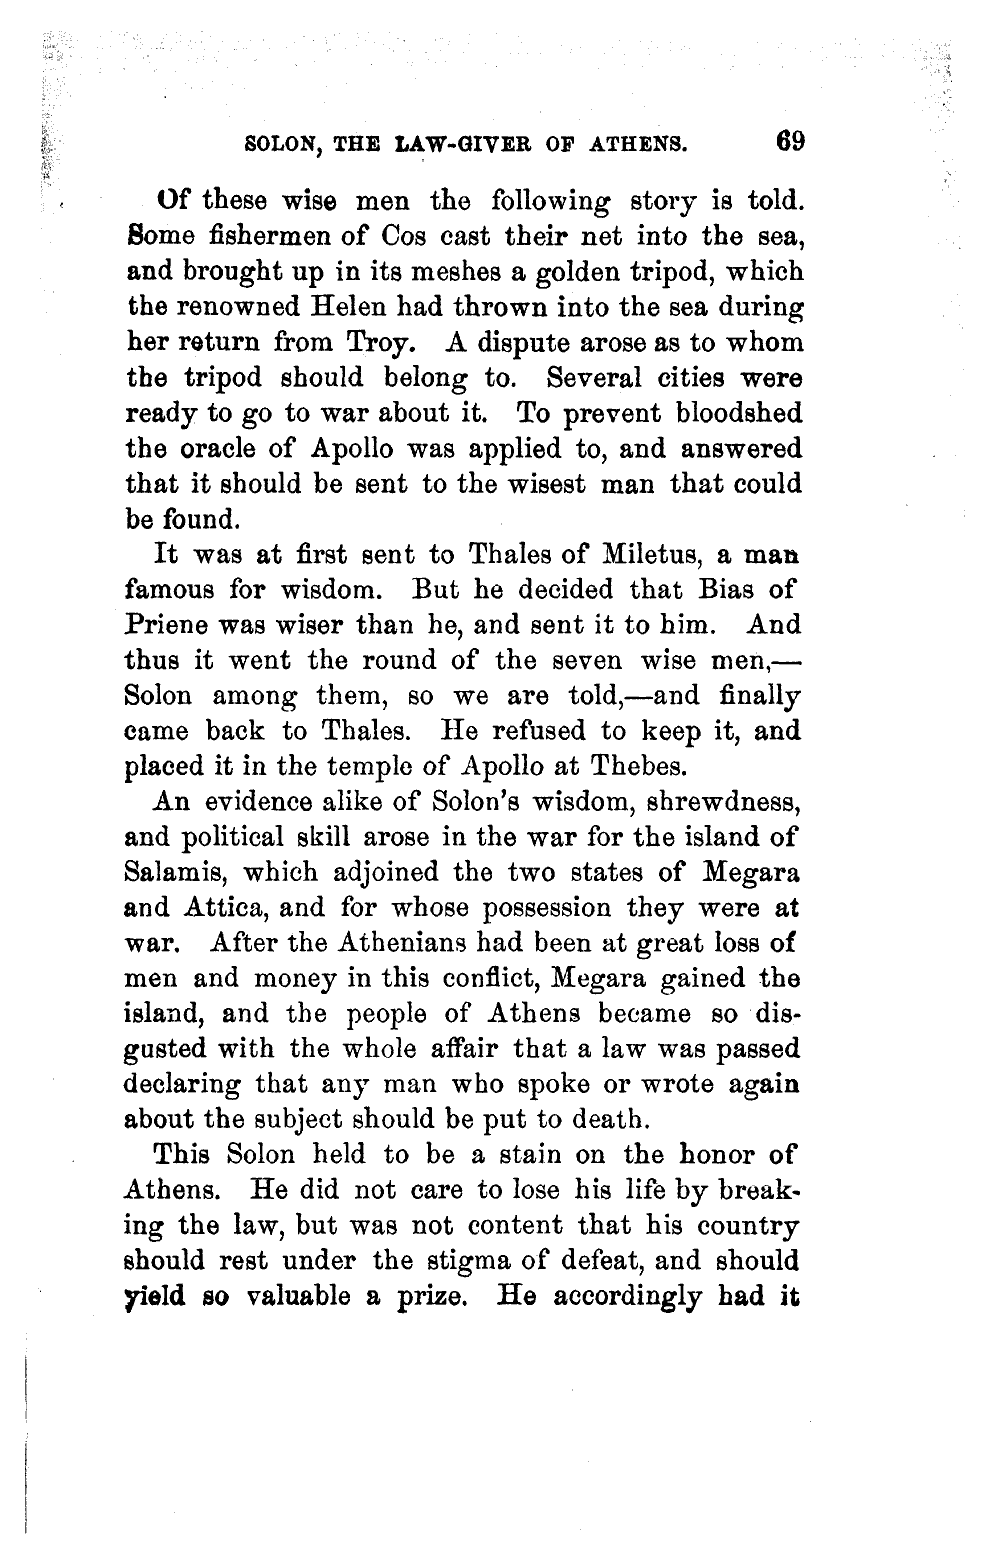 SOLON, THE LAW-GIVER OF ATHENS. 69
Of these wise men the following story is told.
Some fishermen of Cos cast their net into the sea,
and brought up in its meshes a golden tripod, which
the renowned Helen had thrown into the sea during
her return from Troy. A dispute arose as to whom
the tripod should belong to. Several cities were
ready to go to war about it. To prevent bloodshed
the oracle of Apollo was applied to, and answered
that it should be sent to the wisest man that could
be found.
It was at first sent to Thales of Miletus, a man
famous for wisdom. But he decided that Bias of
Priene was wiser than he, and sent it to him. And
thus it went the round of the seven wise men,—
Solon among them, so we are told,—and finally
came back to Thales. He refused to keep it, and
placed it in the temple of Apollo at Thebes.
An evidence alike of Solon's wisdom, shrewdness,
and political skill arose in the war for the island of
Salamis, which adjoined the two states of Megara
and Attica, and for whose possession they were at
war. After the Athenians had been at great loss of
men and money in this conflict, Megara gained the
island, and the people of Athens became so dis-
gusted with the whole affair that a law was passed
declaring that any man who spoke or wrote again
about the subject should be put to death.
This Solon held to be a stain on the honor of
Athens. He did not care to lose his life by break-
ing the law, but was not content that his country
should rest under the stigma of defeat, and should
yield so valuable a prize. He accordingly had it